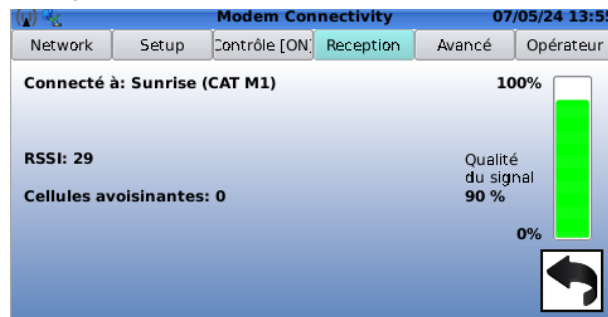 Modem Connectivity 07/05/24 13:55
Network Setup Contrôle [ON] Reception Avancé Opérateur
Connecté à: Sunrise (CAT M1) 100%
RSSI: 29
Qualité
du signal
Cellules avoisinantes: 0 90 %
0%